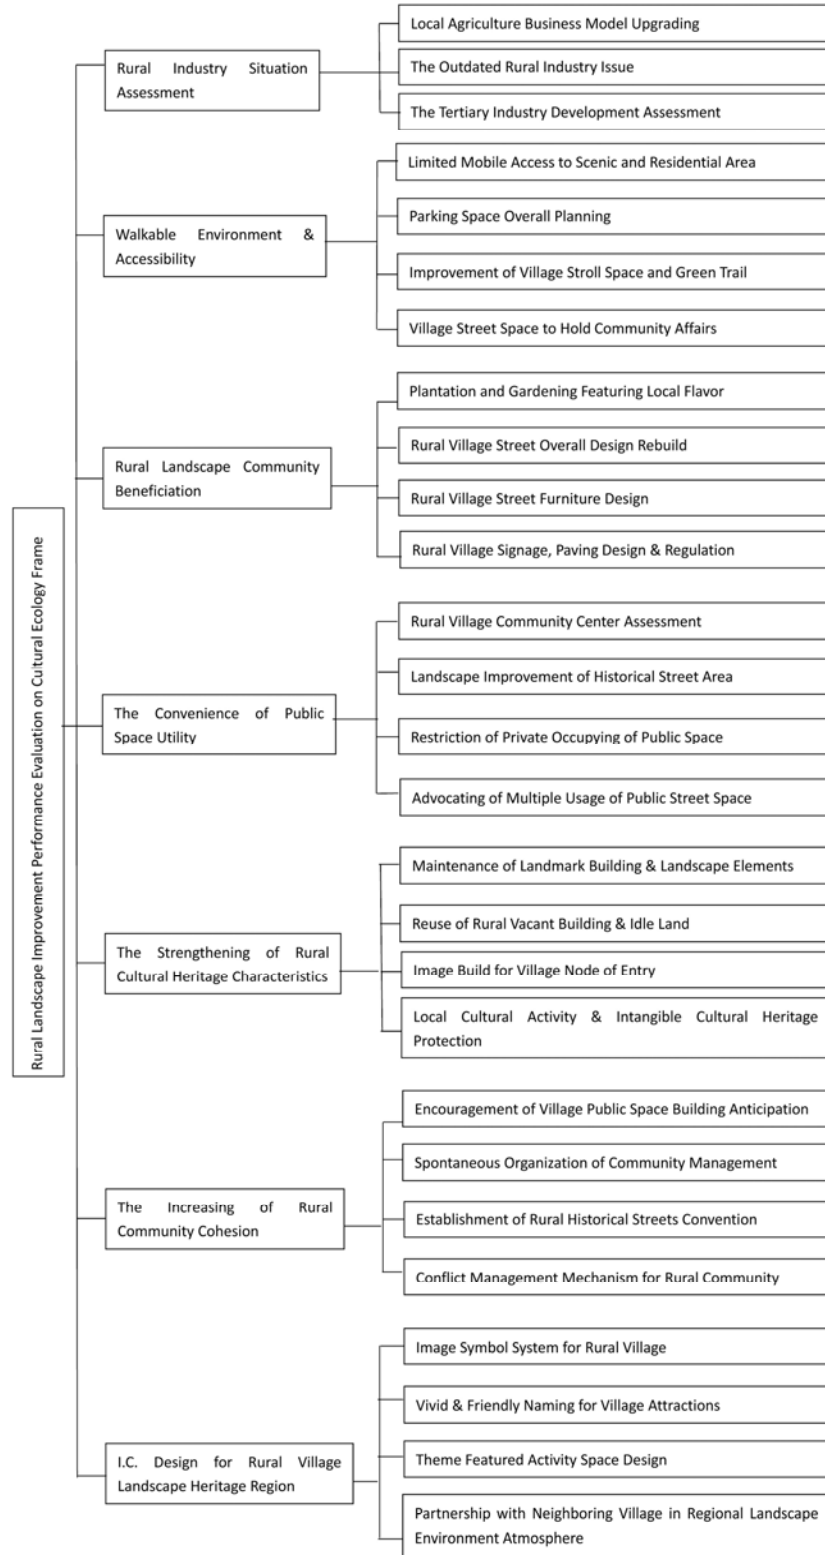 Rural Landscape Improvement Performance Evaluation on Cultural Ecology Frame
Rural Industry Situation
Assessment
Local Agriculture Business Model Upgrading
The Outdated Rural Industry Issue
The Tertiary Industry Development Assessment
Walkable Environment &
Accessibility
Limited Mobile Access to Scenic and Residential Area
Parking Space Overall Planning
Improvement of Village Stroll Space and Green Trail
Village Street Space to Hold Community Affairs
Rural Landscape Community
Beneficiation
Plantation and Gardening Featuring Local Flavor
Rural Village Street Overall Design Rebuild
Rural Village Street Furniture Design
Rural Village Signage, Paving Design & Regulation
The Convenience of Public
Space Utility
Rural Village Community Center Assessment
Landscape Improvement of Historical Street Area
Restriction of Private Occupying of Public Space
Advocating of Multiple Usage of Public Street Space
The Strengthening of Rural
Cultural Heritage Characteristics
Maintenance of Landmark Building & Landscape Elements
Reuse of Rural Vacant Building & Idle Land
Image Build for Village Node of Entry
Local Cultural Activity & Intangible Cultural Heritage
Protection
The Increasing of Rural
Community Cohesion
Encouragement of Village Public Space Building Anticipation
Spontaneous Organization of Community Management
Establishment of Rural Historical Streets Convention
Conflict Management Mechanism for Rural Community
I.C. Design for Rural Village
Landscape Heritage Region
Image Symbol System for Rural Village
Vivid & Friendly Naming for Village Attractions
Theme Featured Activity Space Design
Partnership with Neighboring Village in Regional Landscape
Environment Atmosphere